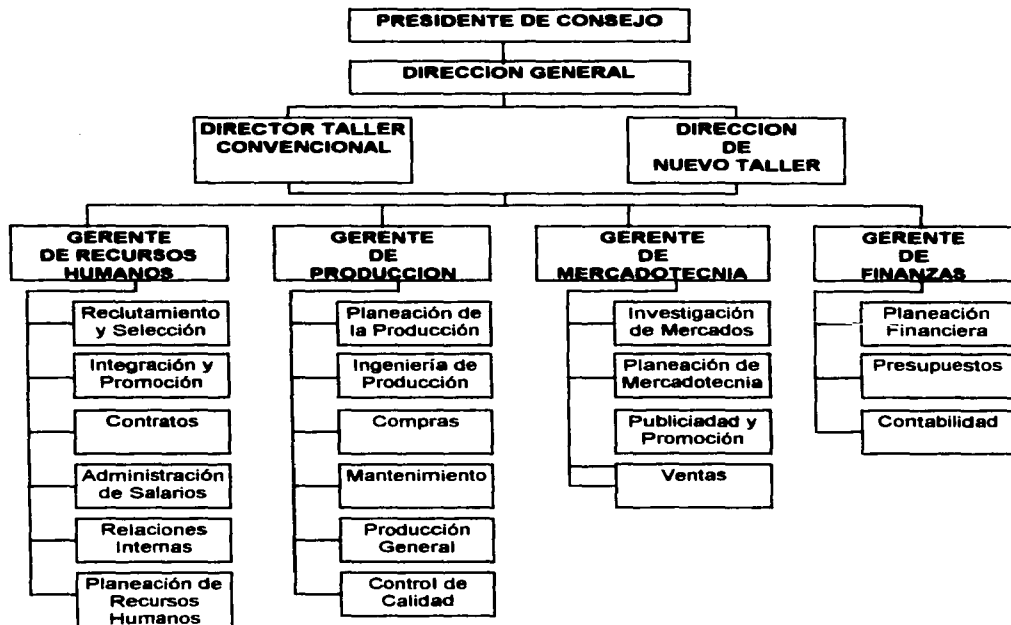 PRESIDENTE DE CONSEJO
DIRECCION GENERAL
DIRECTOR TALLER
CONVENCIONAL
DIRECCION
DE
NUEVO TALLER
GERENTE
DE RECURSOS
HUMANOS
Reclutamiento
y Selección
Integración y
Promoción
Contratos
Administración
de Salarios
Relaciones
Internas
Planeación de
Recursos
Humanos
GERENTE
DE
PRODUCCION
Planeación de
la Producción
Ingeniería de
Producción
Compras
Mantenimiento
Producción
General
Control de
Calidad
GERENTE
DE
MERCADOTECNIA
Investigación
de Mercados
Planeación de
Mercadotecnia
Publiciadad y
Promoción
Ventas
GERENTE
DE
FINANZAS
Planeación
Financiera
Presupuestos
Contabilidad